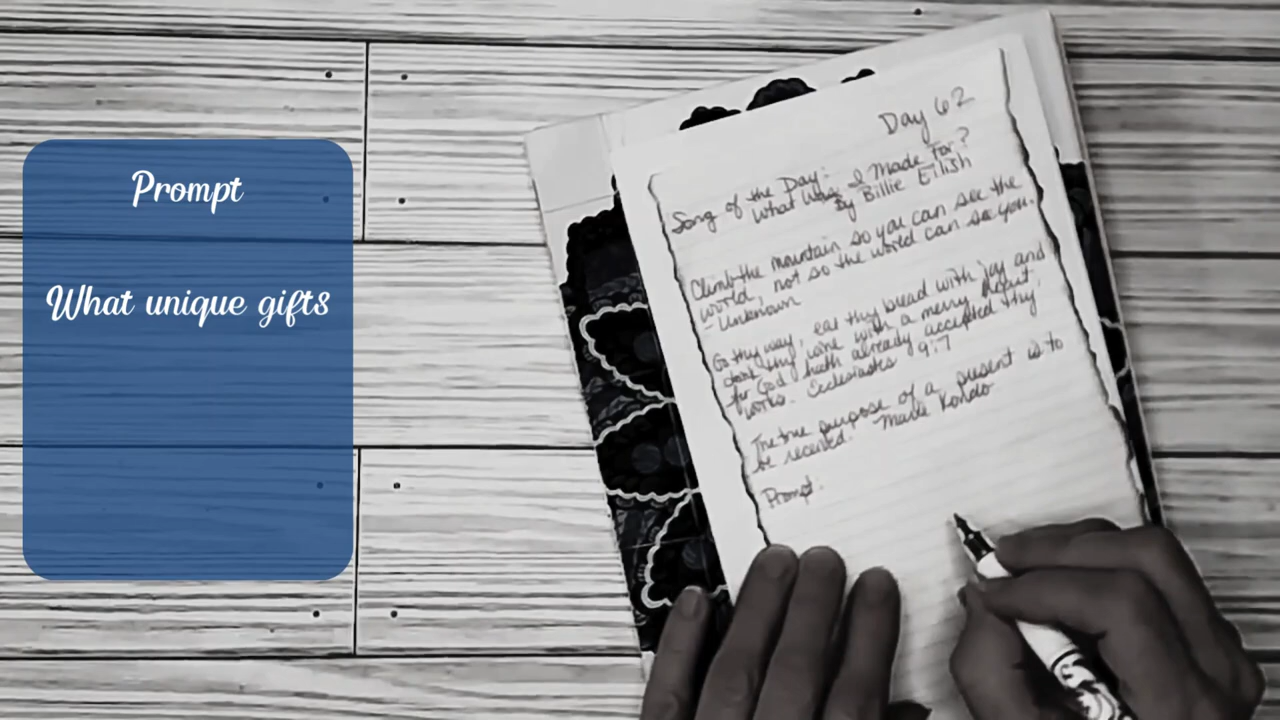 Prompt
What unique gifts
Day 62
Song of the Day:
What Was I Made For?
By Billie Eilish
Climb the mountain so you can see the
world, not so the world can see you.
- Unknown
Go thy way, eat thy bread with joy and
drink thy wine with a merry heart,
for God hath already accepted thy
works. Ecclesiastes 9:7
The true purpose of a present is to
be received. -Marie Kondo
Prompt: